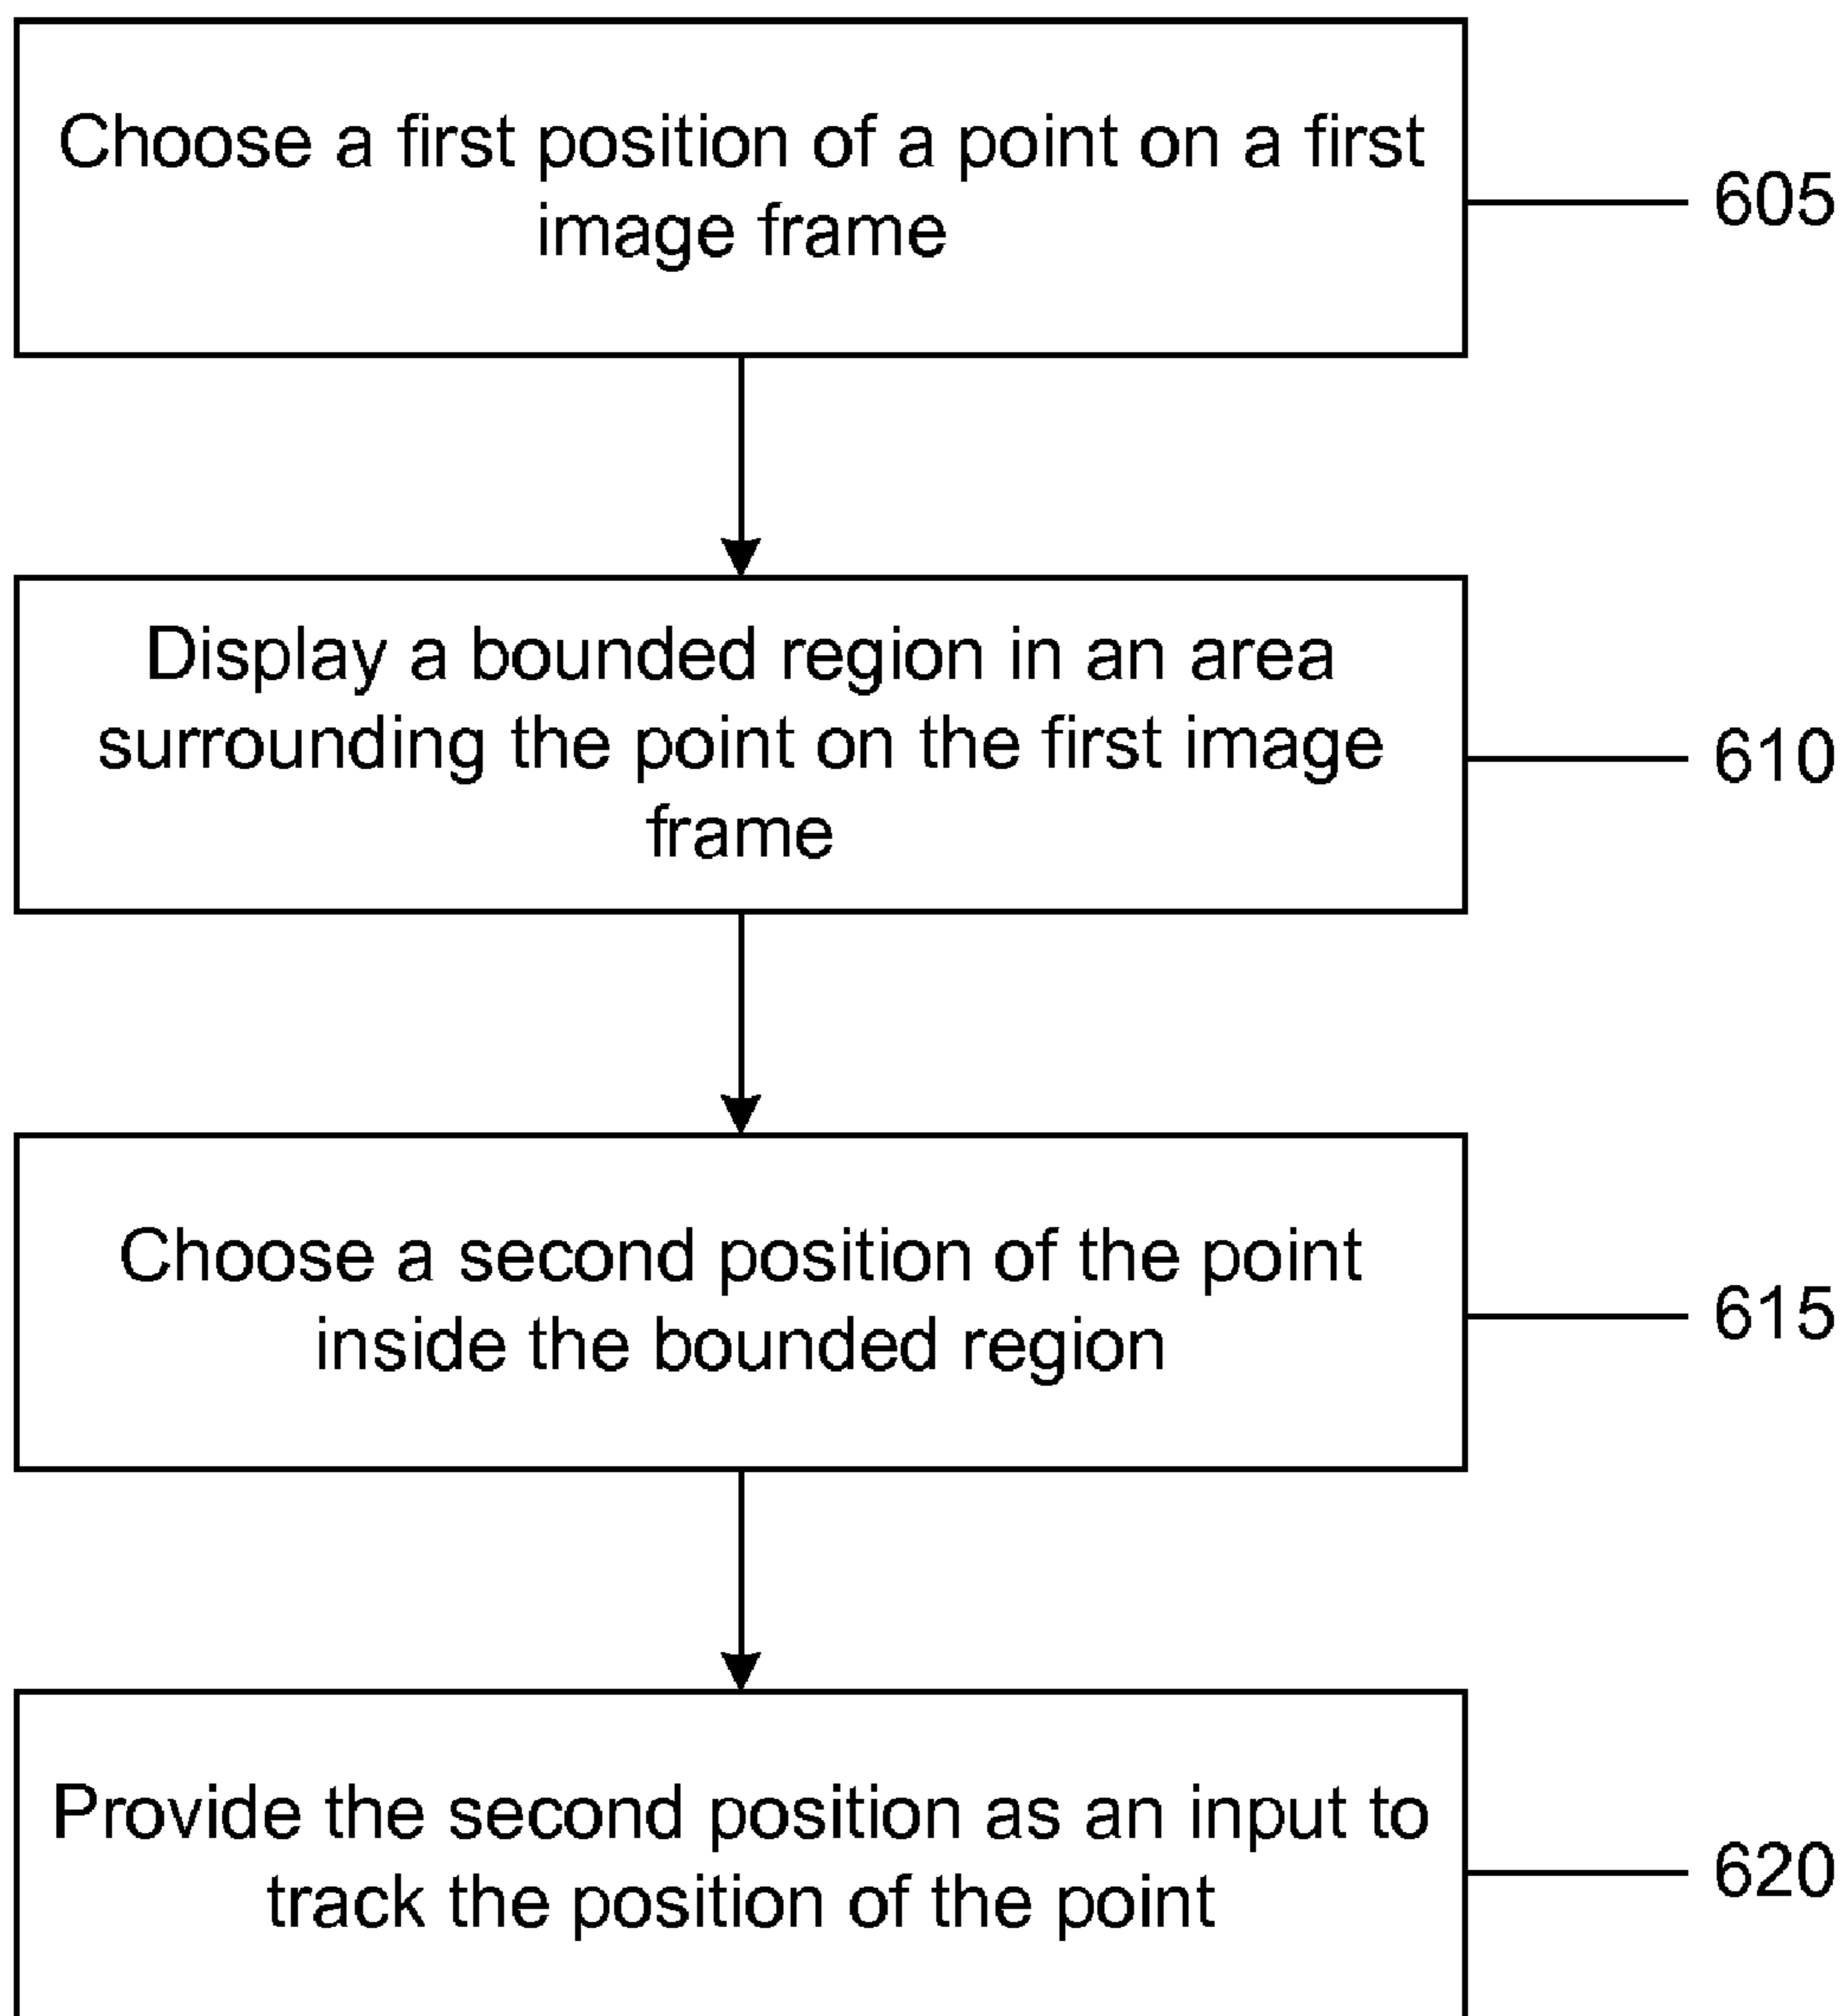 Choose a first position of a point on a first
image frame
605
Display a bounded region in an area
surrounding the point on the first image
frame
610
Choose a second position of the point
inside the bounded region
615
Provide the second position as an input to
track the position of the point
620